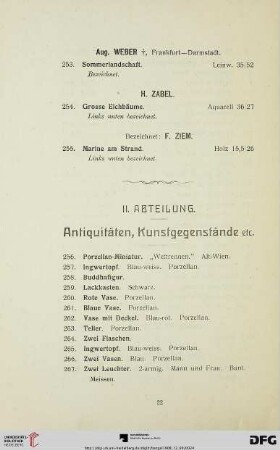 Aug. WEBER †, Frankfurt—Darmstadt.
253. Sommerlandschaft. Leinw. 35:52
Bezeichnet.
H. ZABEL.
254. Grosse Eichbäume. Aquarell 36:27
Links unten bezeichnet.
Bezeichnet: F. ZIEM.
255. Marine am Strand. Holz 15,5:26
Links unten bezeichnet.
II. ABTEILUNG.
Antiquitäten, Kunstgegenstände etc.
256. Porzellan-Miniatur. „Wettrennen.“ Alt-Wien.
257. Ingwertopf. Blau-weiss. Porzellan.
258. Buddhafigur.
259. Lackkasten. Schwarz.
260. Rote Vase. Porzellan.
261. Blaue Vase. Porzellan.
262. Vase mit Deckel. Blau-rot. Porzellan.
263. Teller. Porzellan.
264. Zwei Flaschen.
265. Ingwertopf. Blau-weiss. Porzellan.
266. Zwei Vasen. Blau. Porzellan.
267. Zwei Leuchter. 2-armig. Mann und Frau. Bunt.
Meissen.
22
UNIVERSITÄTS-
BIBLIOTHEK
HEIDELBERG
DFG